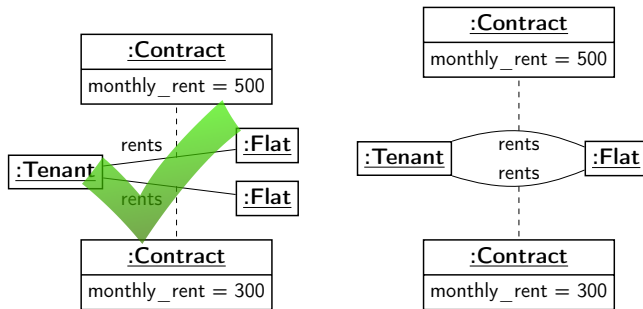 :Contract
monthly_rent = 500
rents
:Tenant
:Flat
:Flat
rents
:Contract
monthly_rent = 300
:Contract
monthly_rent = 500
:Tenant
rents
rents
:Flat
:Contract
monthly_rent = 300